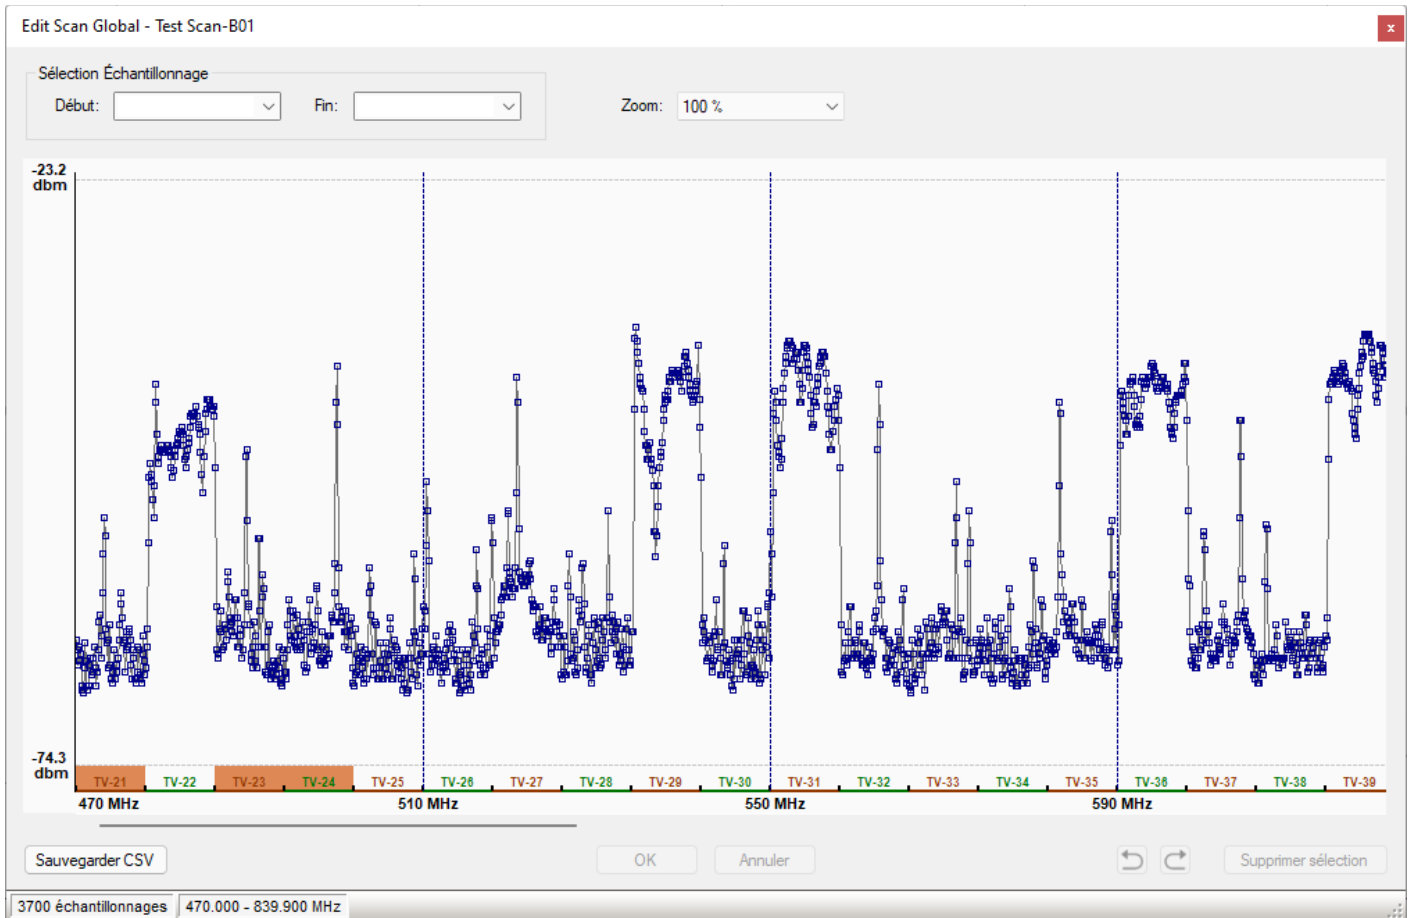 Edit Scan Global - Test Scan-B01
x
Sélection Échantillonnage
Début:
Fin:
Zoom: 100 %
-23.2
dbm
-74.3
dbm
TV-21 TV-22 TV-23 TV-24 TV-25 TV-26 TV-27 TV-28 TV-29 TV-30 TV-31 TV-32 TV-33 TV-34 TV-35 TV-36 TV-37 TV-38 TV-39
470 MHz 510 MHz 550 MHz 590 MHz
Sauvegarder CSV OK Annuler Supprimer sélection
3700 échantillonnages 470.000 - 839.900 MHz